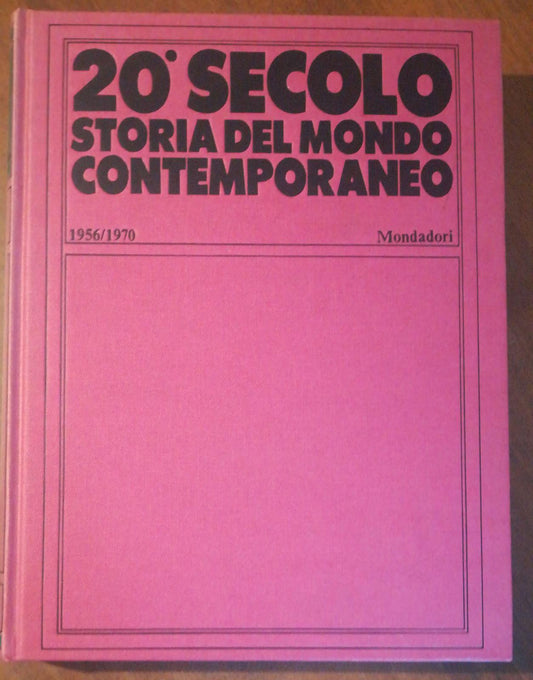 20° SECOLO
STORIA DEL MONDO
CONTEMPORANEO
1956/1970 Mondadori